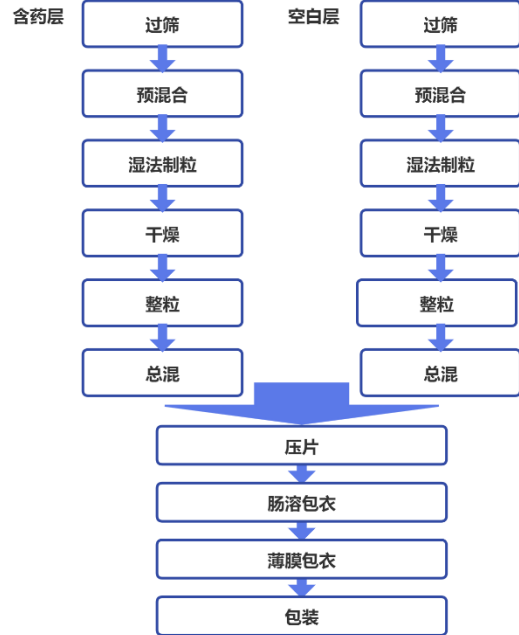 含药层
过筛
预混合
湿法制粒
干燥
整粒
总混
空白层
过筛
预混合
湿法制粒
干燥
整粒
总混
压片
肠溶包衣
薄膜包衣
包装